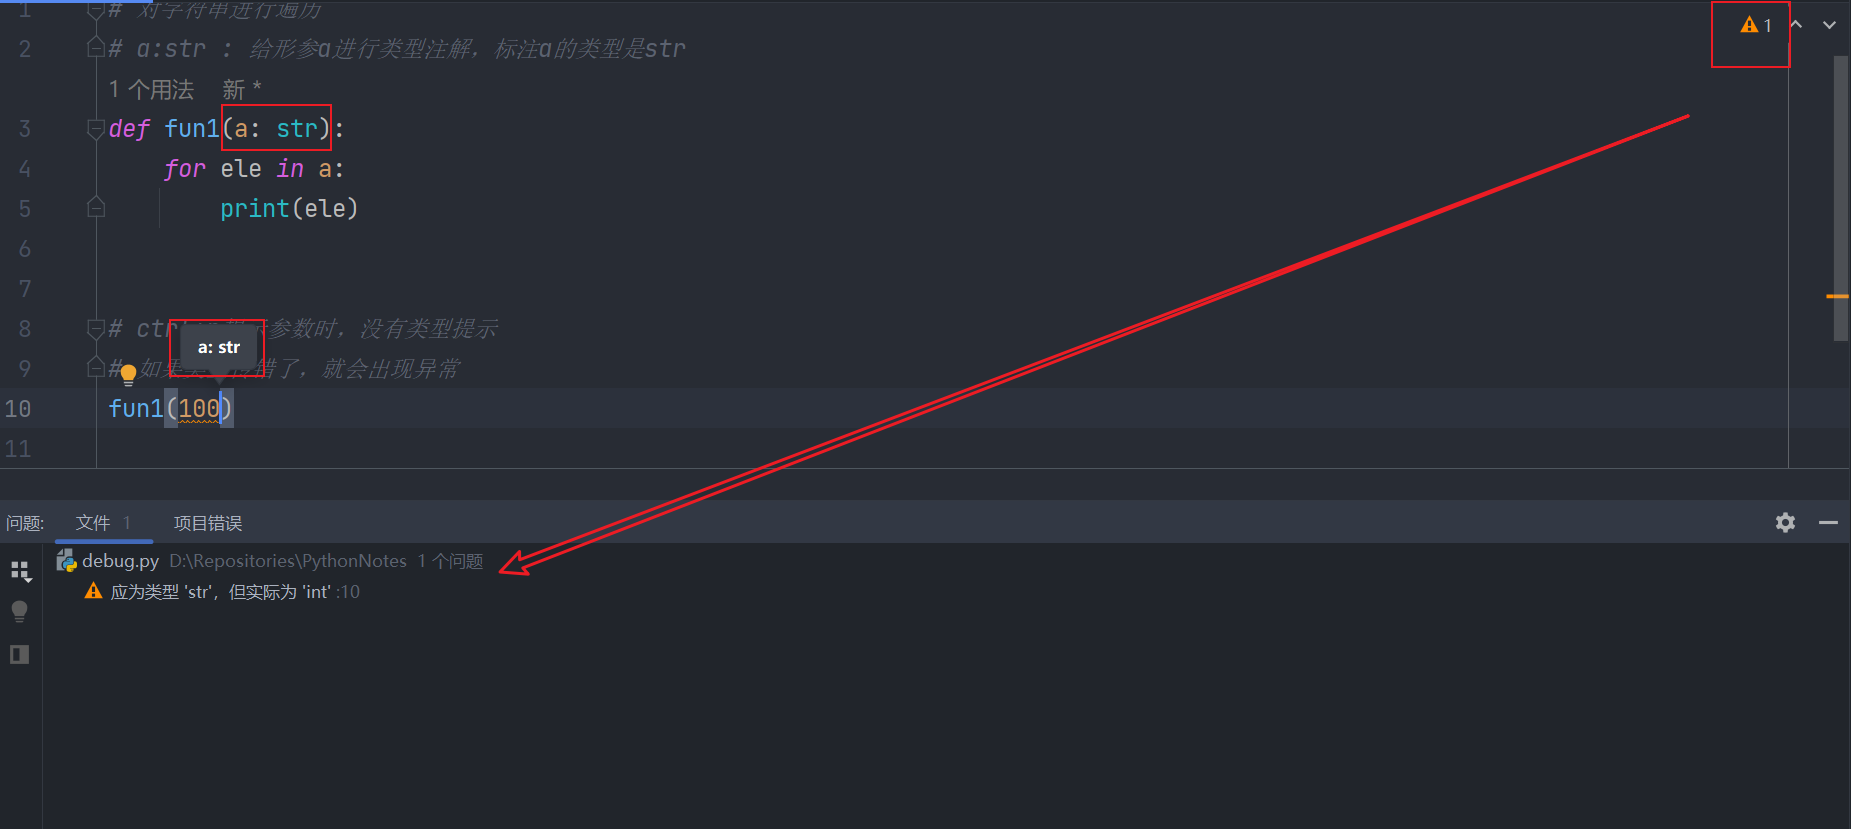 1 # 对字符串进行遍历
1
2 # a:str : 给形参a进行类型注解，标注a的类型是str
1 个用法 新 *
3 def fun1(a: str):
4 for ele in a:
5 print(ele)
6
7
8 # ctr 参数时，没有类型提示
a: str
9 # 如果 错了，就会出现异常
10 fun1(100)
11
问题: 文件 1 项目错误
debug.py D:\Repositories\PythonNotes 1 个问题
应为类型 'str'，但实际为 'int' :10